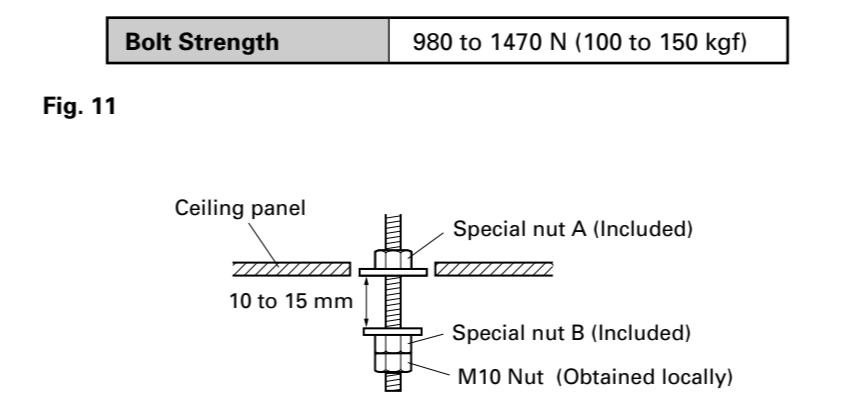 Bolt Strength 980 to 1470 N (100 to 150 kgf)
Fig. 11
Ceiling panel
Special nut A (Included)
10 to 15 mm
Special nut B (Included)
M10 Nut (Obtained locally)